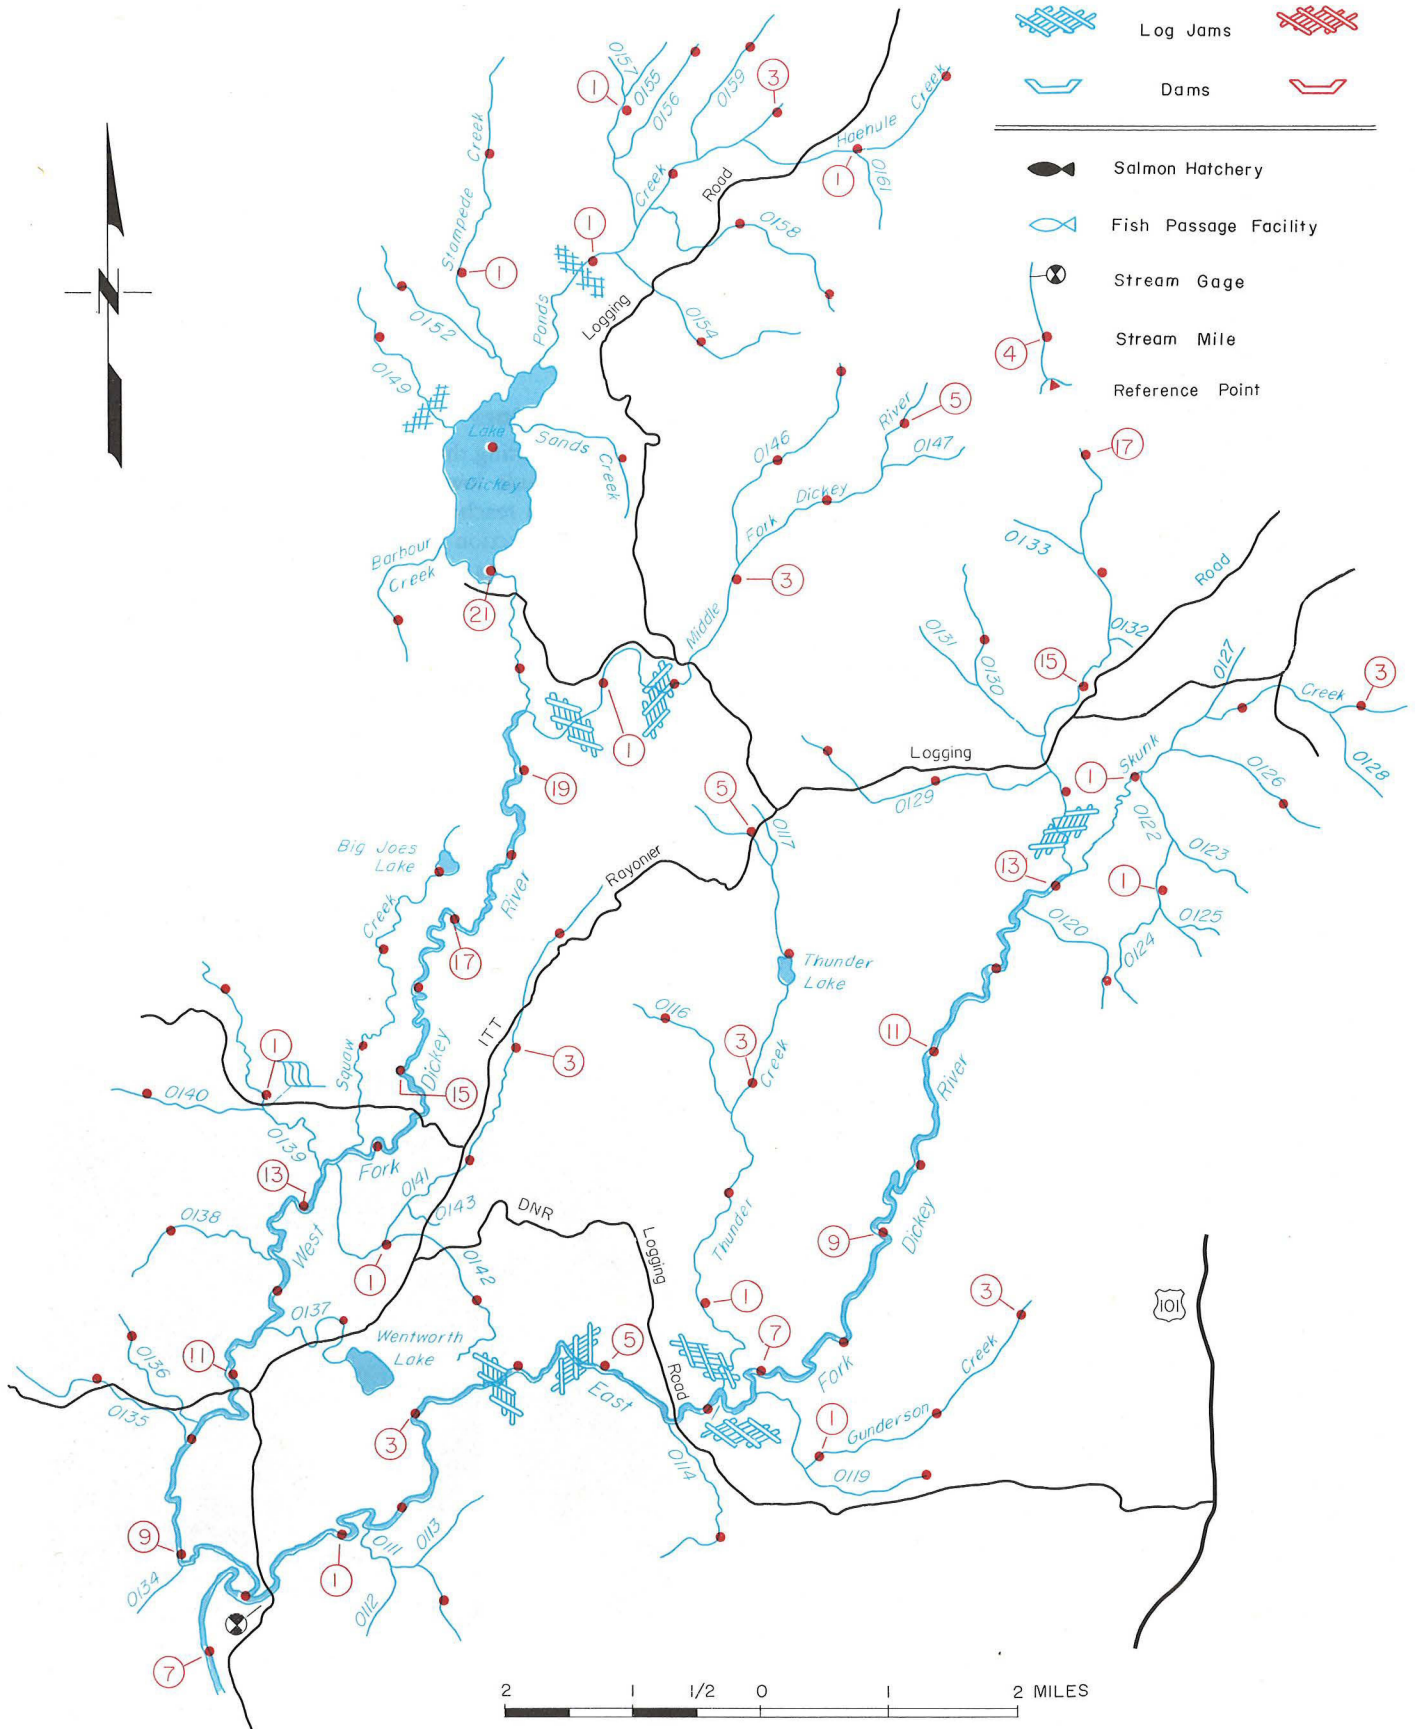 Log Jams
Dams
Salmon Hatchery
Fish Passage Facility
Stream Gage
4
Stream Mile
Reference Point
N
0157
0155
0156
0159
1
3
Haehule Creek
1
0161
Stampede Creek
1
Ponds Creek
1
0158
0154
Logging Road
0152
0149
Lake
Dickey
Sands
Creek
Barbour
Creek
21
0146
Middle Fork Dickey River
5
0147
3
1
17
0133
0132
0131
0130
15
Logging Road
0127
Skunk Creek
3
0128
0126
1
0122
0123
0129
13
1
0125
0124
0120
19
5
0117
Big Joes
Lake
Squaw Creek
17
ITT Rayonier
Thunder
Lake
0116
3
Thunder Creek
11
1
3
15
0140
0139
13
0141
0143
0142
0138
1
DNR Logging Road
9
1
7
3
101
0137
Wentworth
Lake
0136
11
0135
5
West Fork Dickey River
East Fork Dickey River
3
1
Gunderson Creek
0119
0114
9
0134
1
0111
0113
0112
7
2 1 1/2 0 1 2 MILES